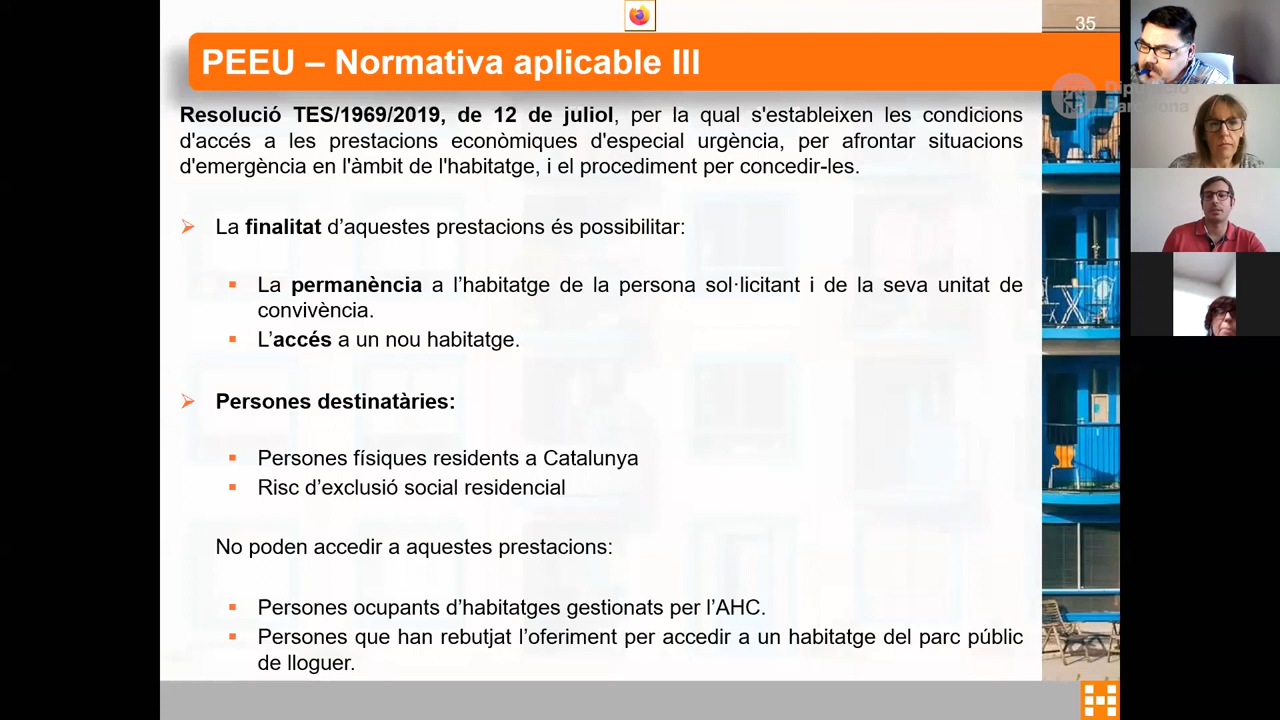 35
PEEU – Normativa aplicable III
Diputació
Barcelona
Resolució TES/1969/2019, de 12 de juliol, per la qual s'estableixen les condicions
d'accés a les prestacions econòmiques d'especial urgència, per afrontar situacions
d'emergència en l'àmbit de l'habitatge, i el procediment per concedir-les.
La finalitat d’aquestes prestacions és possibilitar:
La permanència a l’habitatge de la persona sol·licitant i de la seva unitat de
convivència.
L’accés a un nou habitatge.
Persones destinatàries:
Persones físiques residents a Catalunya
Risc d’exclusió social residencial
No poden accedir a aquestes prestacions:
Persones ocupants d’habitatges gestionats per l’AHC.
Persones que han rebutjat l’oferiment per accedir a un habitatge del parc públic
de lloguer.